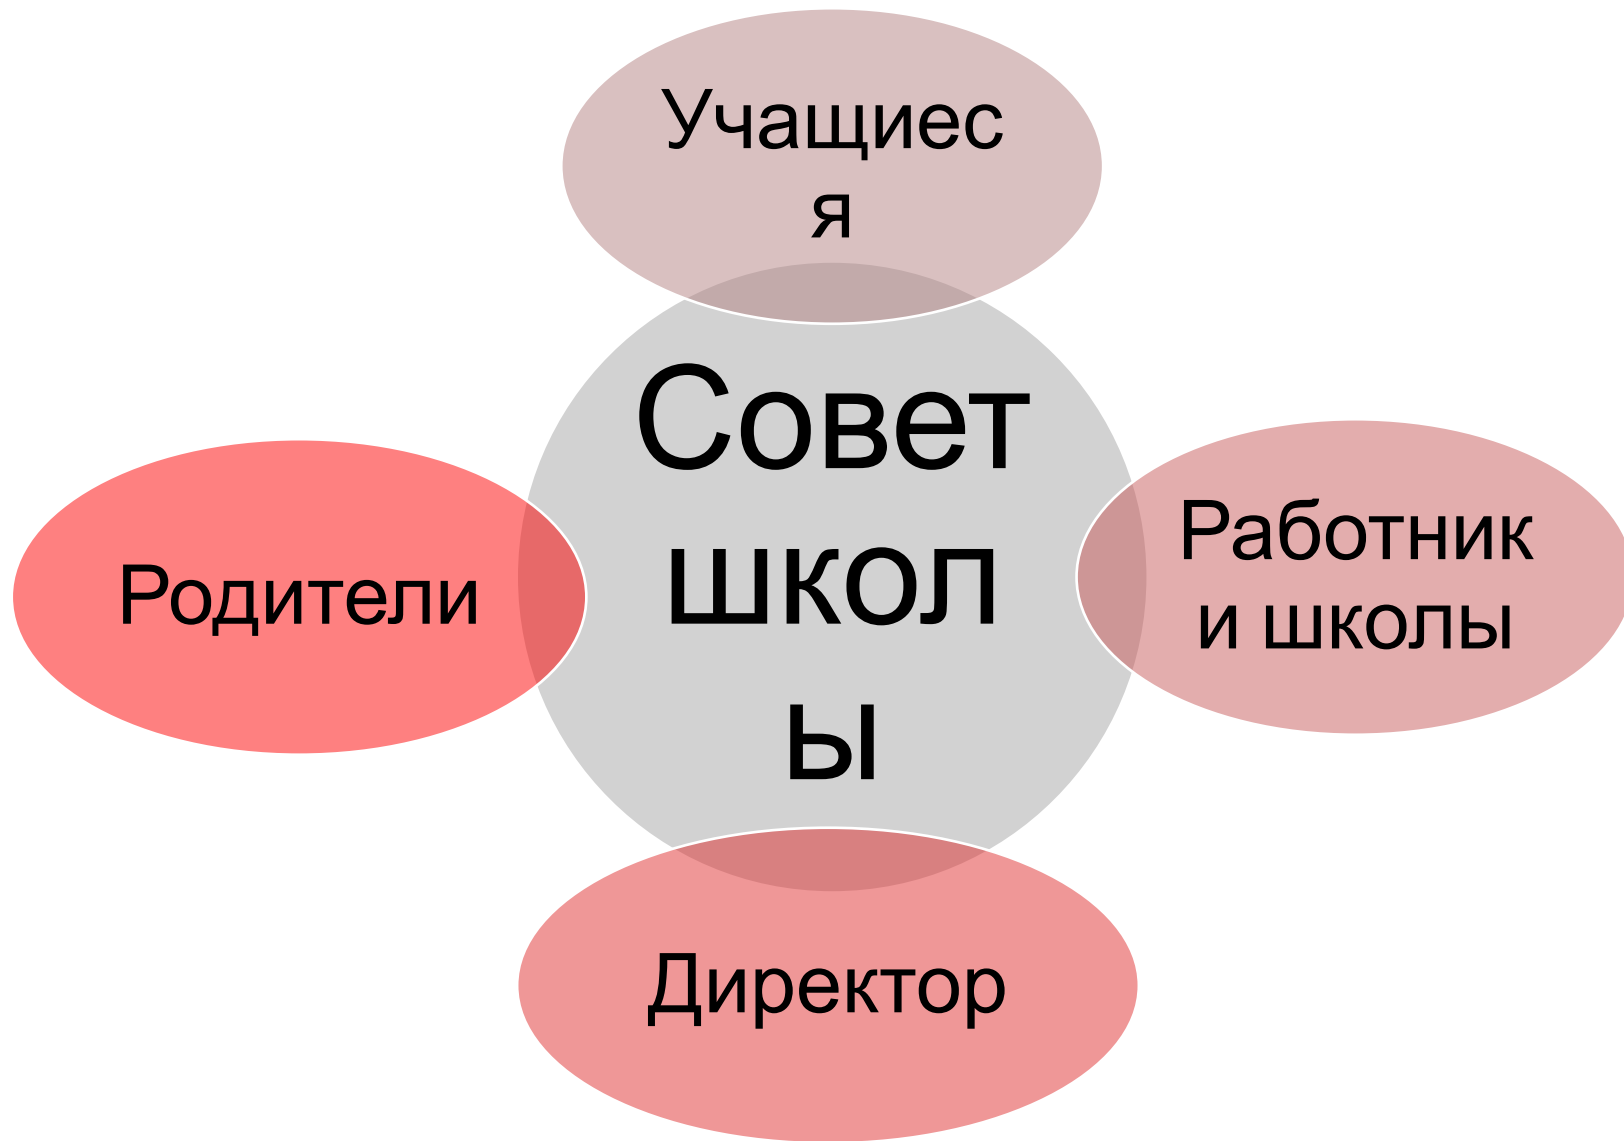 Учащиес
я
Совет
школ
ы
Родители
Работник
и школы
Директор